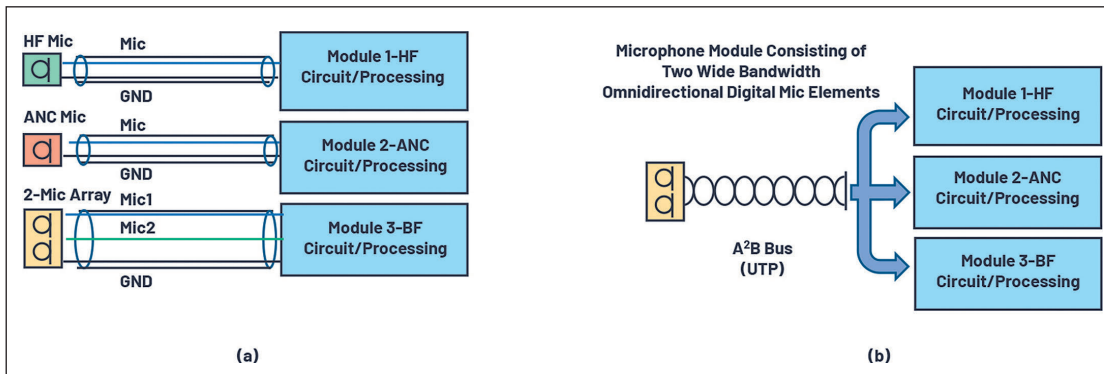 HF Mic
Mic
GND
Module 1-HF
Circuit/Processing
ANC Mic
Mic
GND
Module 2-ANC
Circuit/Processing
2-Mic Array
Mic1
Mic2
GND
Module 3-BF
Circuit/Processing
(a)
Microphone Module Consisting of
Two Wide Bandwidth
Omnidirectional Digital Mic Elements
A²B Bus
(UTP)
Module 1-HF
Circuit/Processing
Module 2-ANC
Circuit/Processing
Module 3-BF
Circuit/Processing
(b)